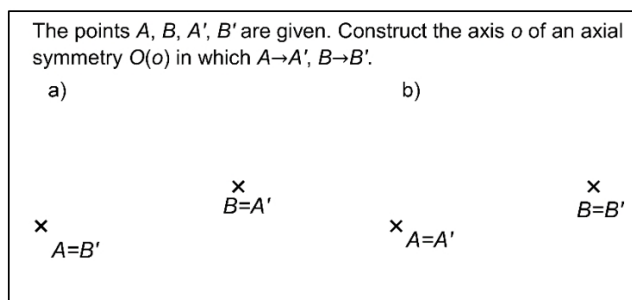 The points A, B, A′, B′ are given. Construct the axis o of an axial
symmetry O(o) in which A→A′, B→B′.
a)
b)
B=A′
B=B′
A=B′
A=A′